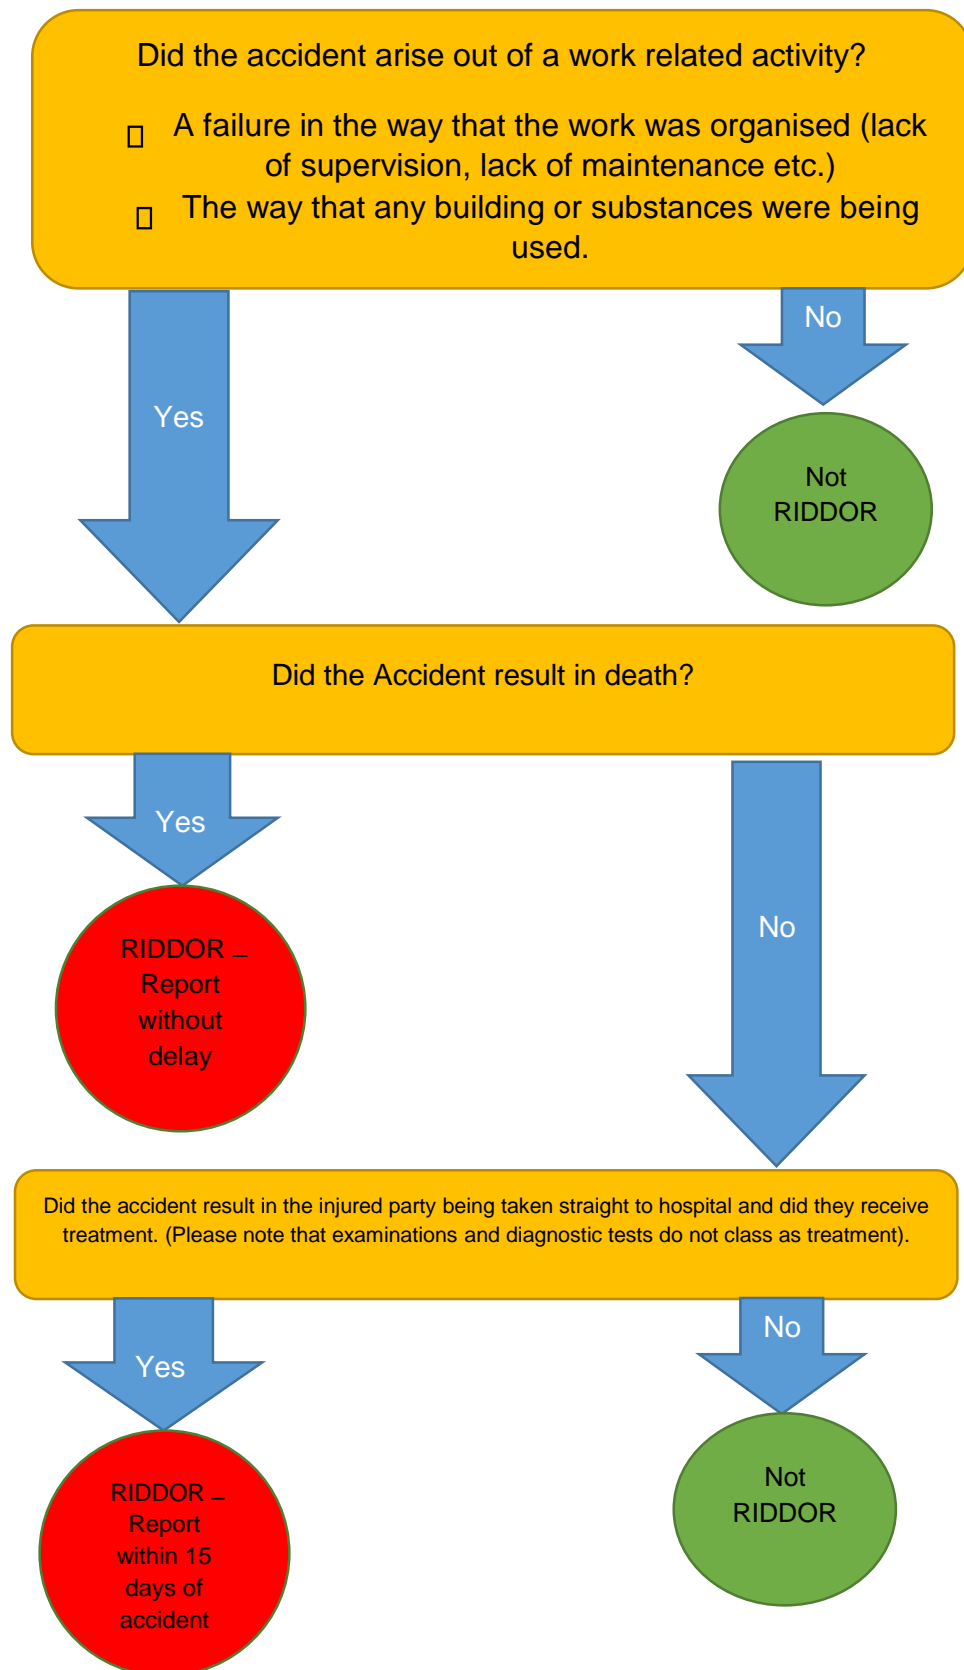 Did the accident arise out of a work related activity?
A failure in the way that the work was organised (lack
of supervision, lack of maintenance etc.)
The way that any building or substances were being
used.
No
Yes
Not
RIDDOR
Did the Accident result in death?
Yes
No
RIDDOR –
Report
without
delay
Did the accident result in the injured party being taken straight to hospital and did they receive
treatment. (Please note that examinations and diagnostic tests do not class as treatment).
No
Yes
Not
RIDDOR
RIDDOR –
Report
within 15
days of
accident